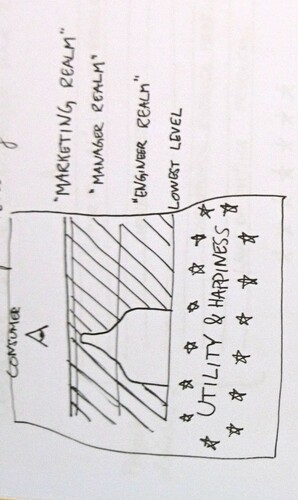 CONSUMER
"MARKETING REALM"
"MANAGER REALM"
"ENGINEER REALM"
LOWEST LEVEL
UTILITY & HAPPINESS